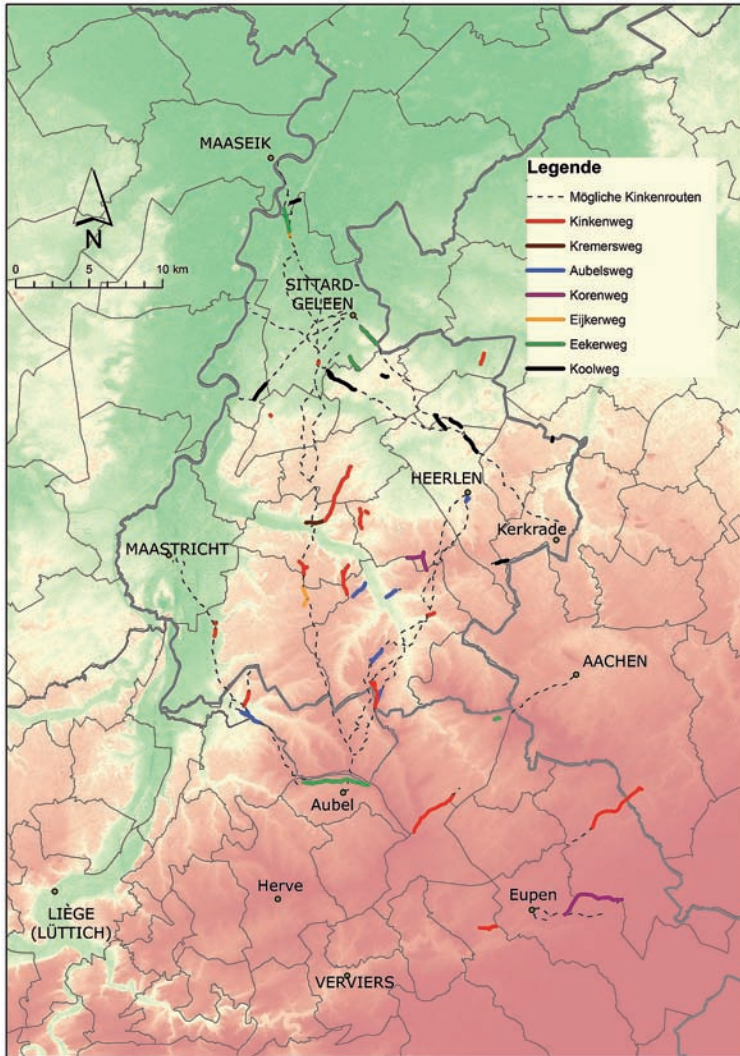 MAASEIK
Legende
Mögliche Kinkenrouten
Kinkenweg
Kremersweg
Aubelsweg
Korenweg
Eijkerweg
Eekerweg
Koolweg
N
0 5 10 km
SITTARD-
GELEEN
HEERLEN
MAASTRICHT
Kerkrade
AACHEN
Aubel
Herve
Eupen
LIÈGE
(LÜTTICH)
VERVIERS